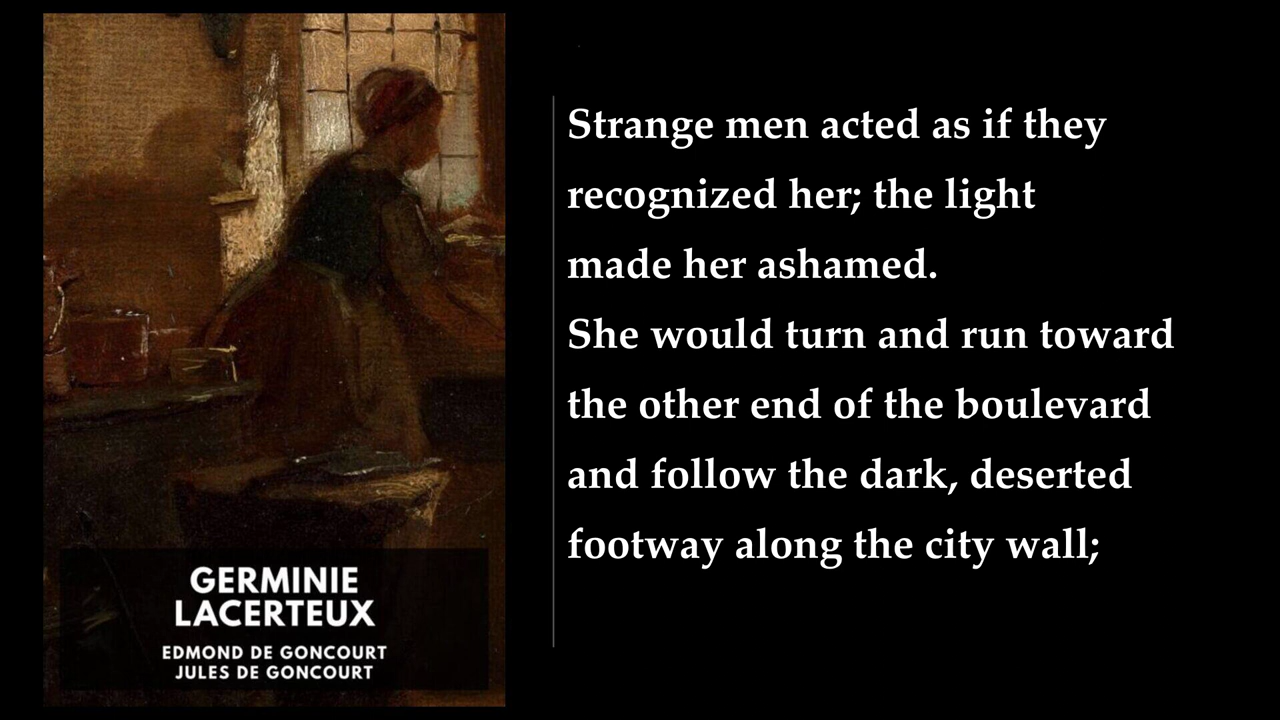 Strange men acted as if they
recognized her; the light
made her ashamed.
She would turn and run toward
the other end of the boulevard
and follow the dark, deserted
footway along the city wall;
GERMINIE
LACERTEUX
EDMOND DE GONCOURT
JULES DE GONCOURT